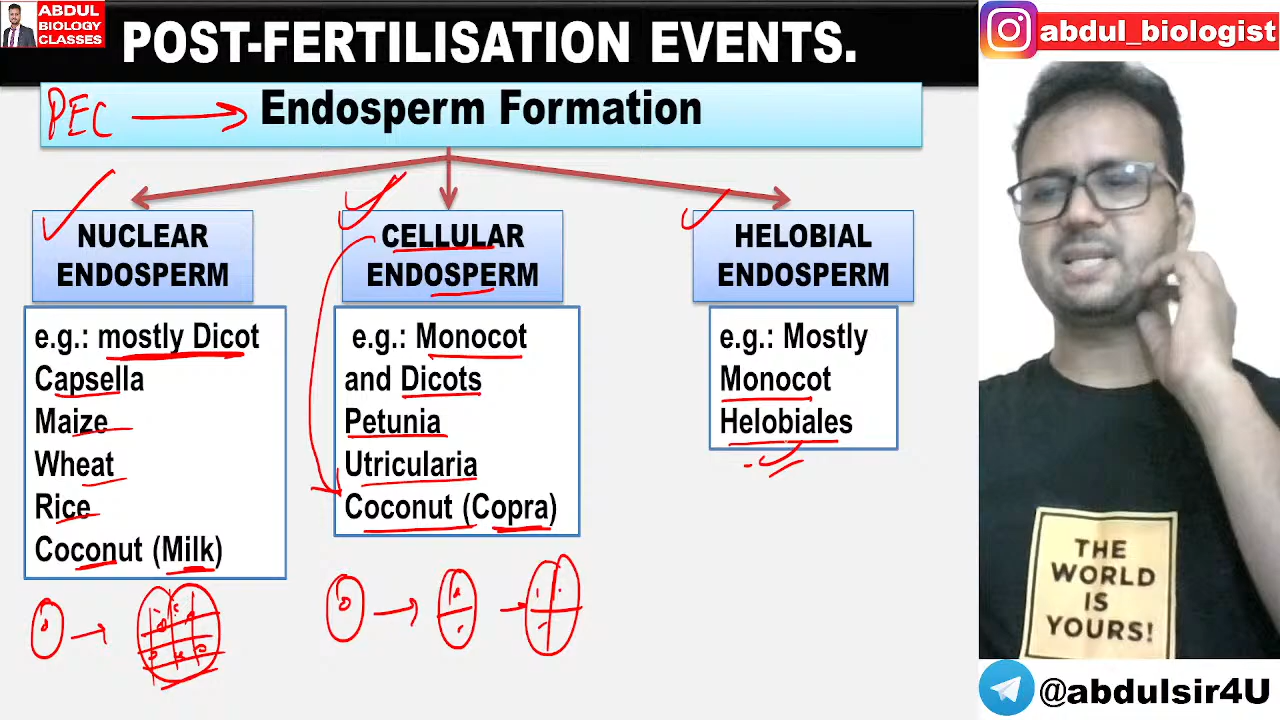 ABDUL
BIOLOGY
CLASSES
POST-FERTILISATION EVENTS.
abdul_biologist
PEC → Endosperm Formation
NUCLEAR
ENDOSPERM
e.g.: mostly Dicot
Capsella
Maize
Wheat
Rice
Coconut (Milk)
CELLULAR
ENDOSPERM
e.g.: Monocot
and Dicots
Petunia
Utricularia
Coconut (Copra)
HELOBIAL
ENDOSPERM
e.g.: Mostly
Monocot
Helobiales
THE
WORLD
IS
YOURS!
@abdulsir4U